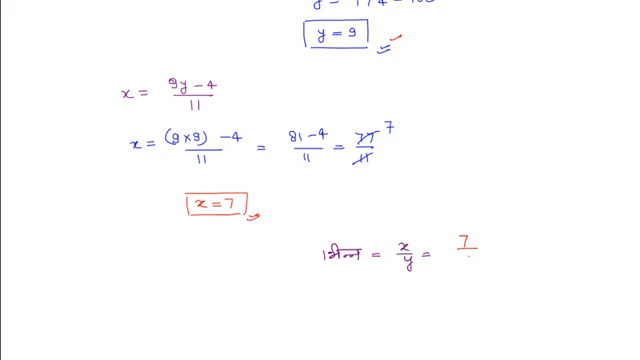 y = 9
x = 9y - 4 / 11
x = (9 × 9) - 4 / 11 = 81 - 4 / 11 = 77 / 11 7
x = 7
भिन्न = x / y = 7 /